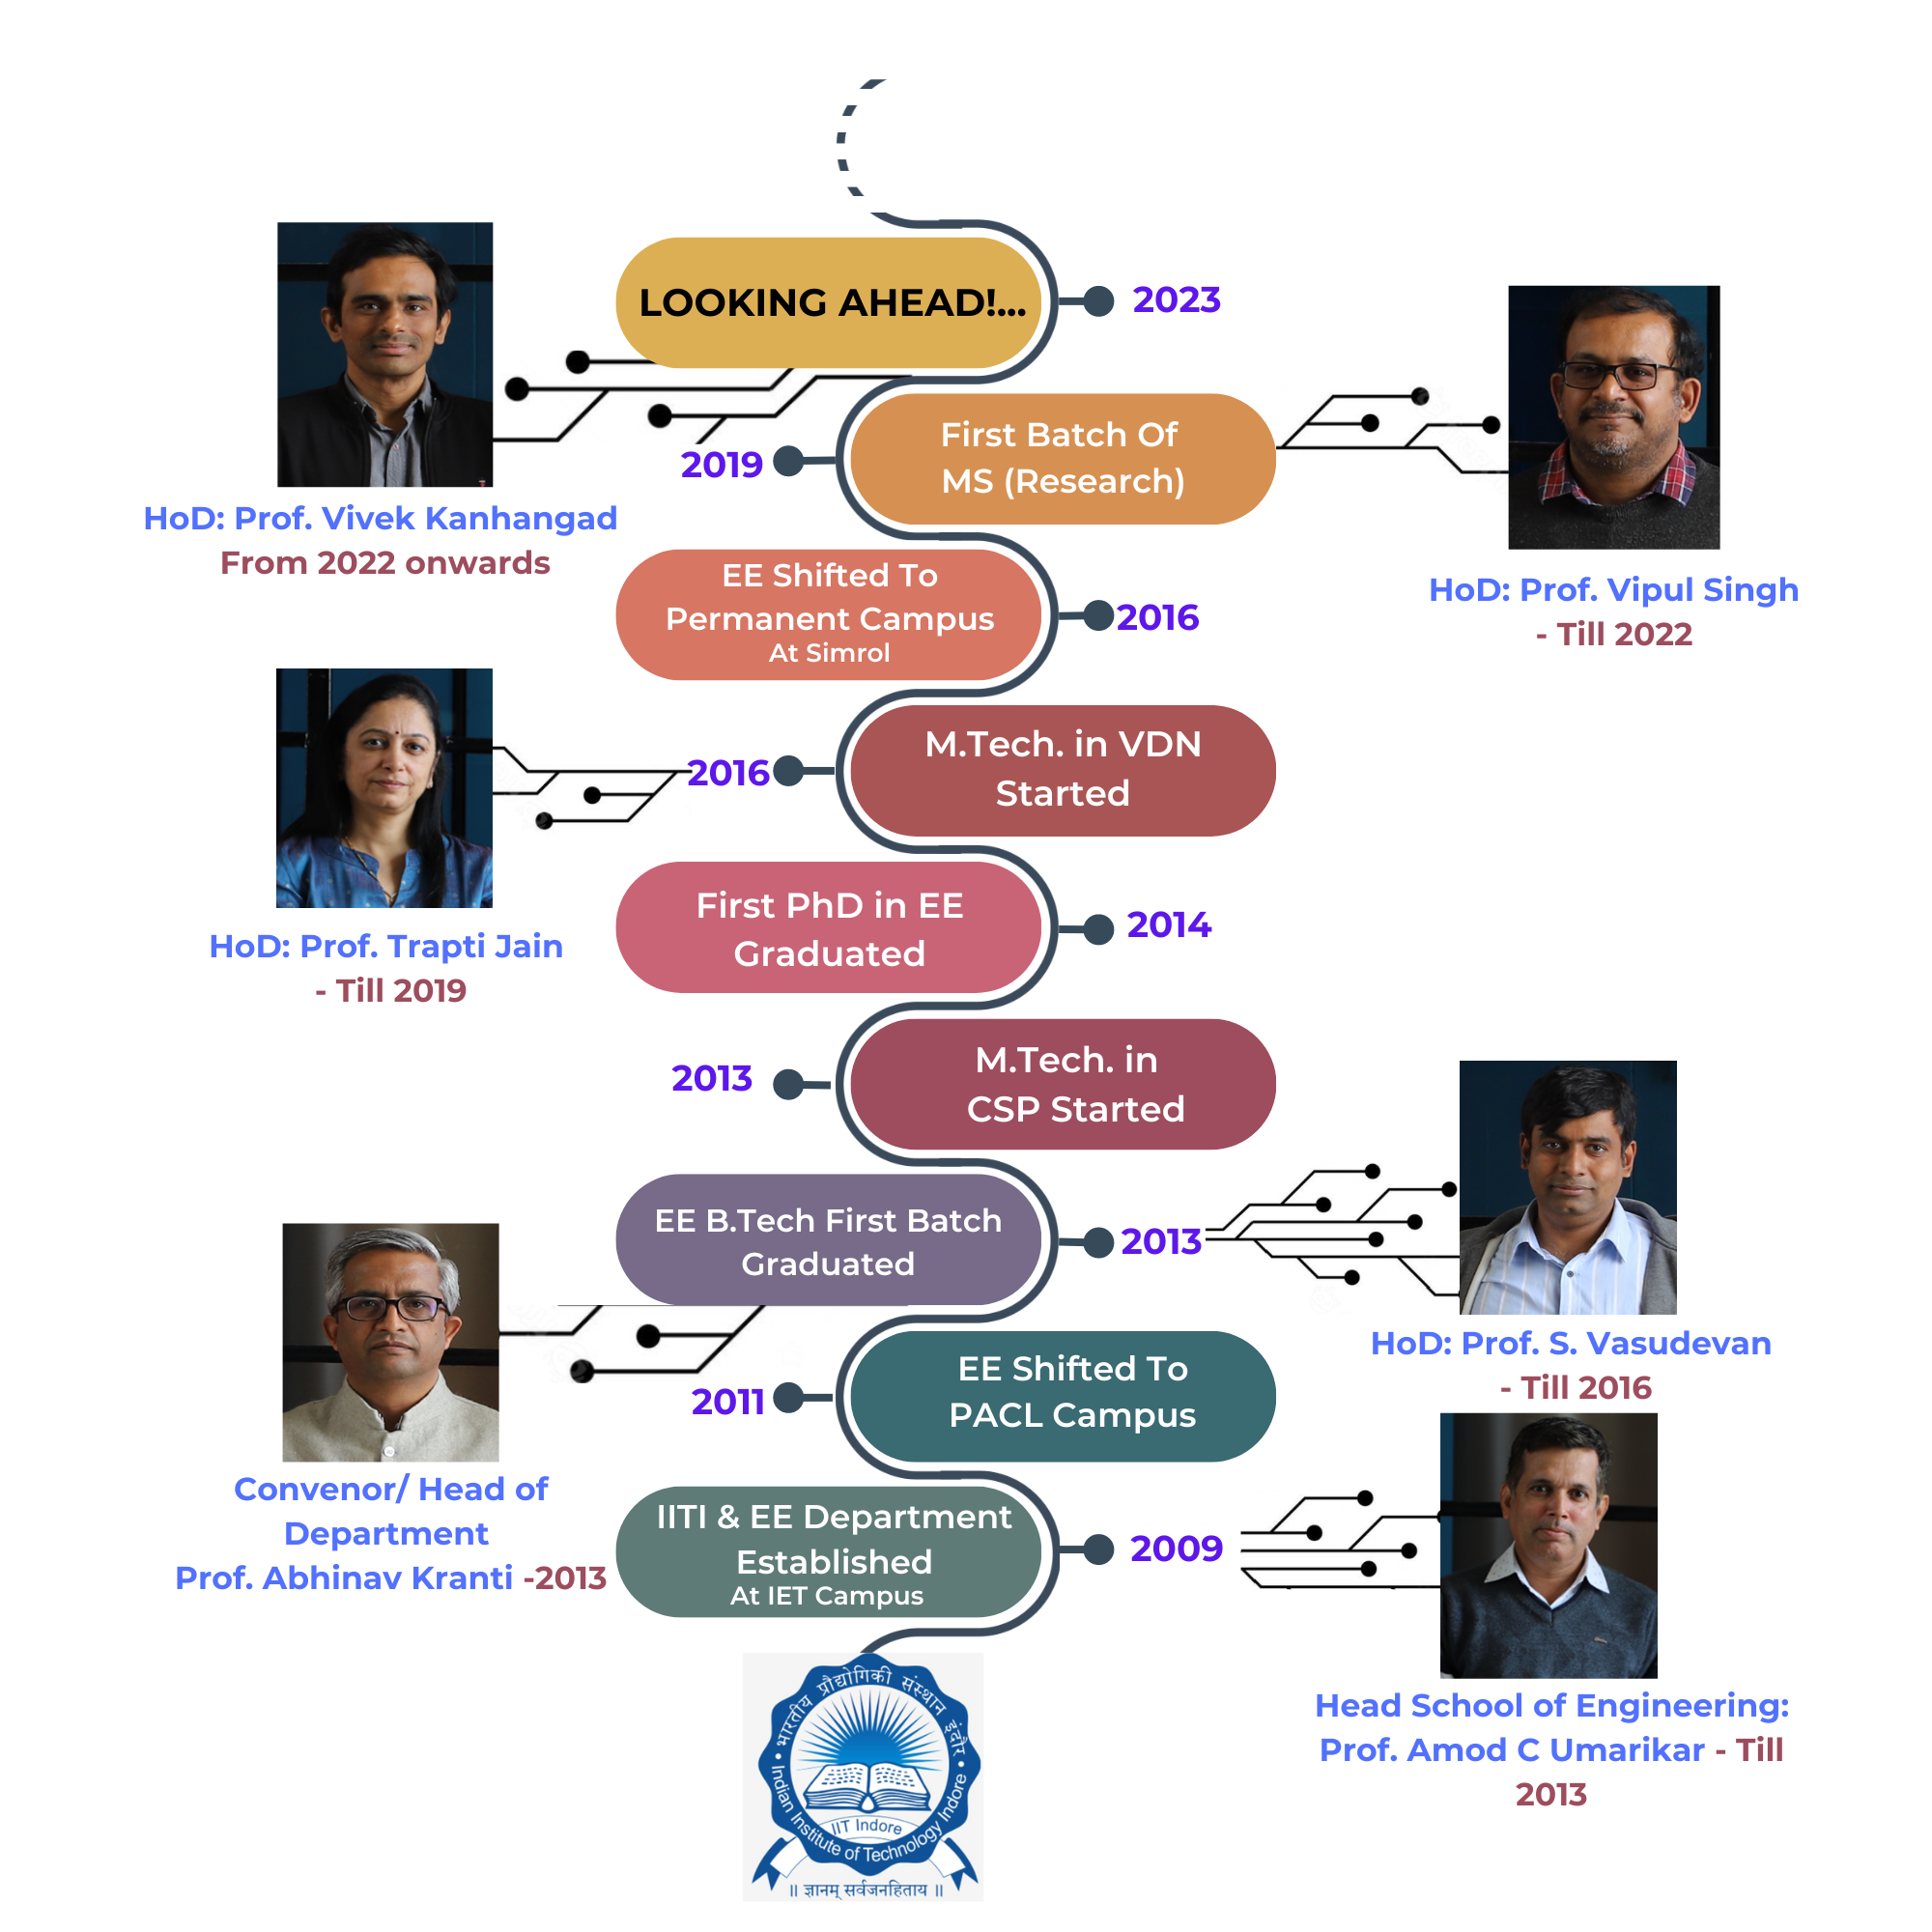 LOOKING AHEAD!...
2023
HoD: Prof. Vivek Kanhangad
From 2022 onwards
2019
First Batch Of
MS (Research)
HoD: Prof. Vipul Singh
- Till 2022
EE Shifted To
Permanent Campus
At Simrol
2016
2016
M.Tech. in VDN
Started
HoD: Prof. Trapti Jain
- Till 2019
First PhD in EE
Graduated
2014
2013
M.Tech. in
CSP Started
EE B.Tech First Batch
Graduated
2013
HoD: Prof. S. Vasudevan
- Till 2016
2011
EE Shifted To
PACL Campus
Convenor/ Head of
Department
Prof. Abhinav Kranti -2013
IITI & EE Department
Established
At IET Campus
2009
Head School of Engineering:
Prof. Amod C Umarikar - Till
2013
भारतीय प्रौद्योगिकी संस्थान इंदौर
Indian Institute of Technology Indore
IIT Indore
॥ ज्ञानम् सर्वजनहिताय ॥